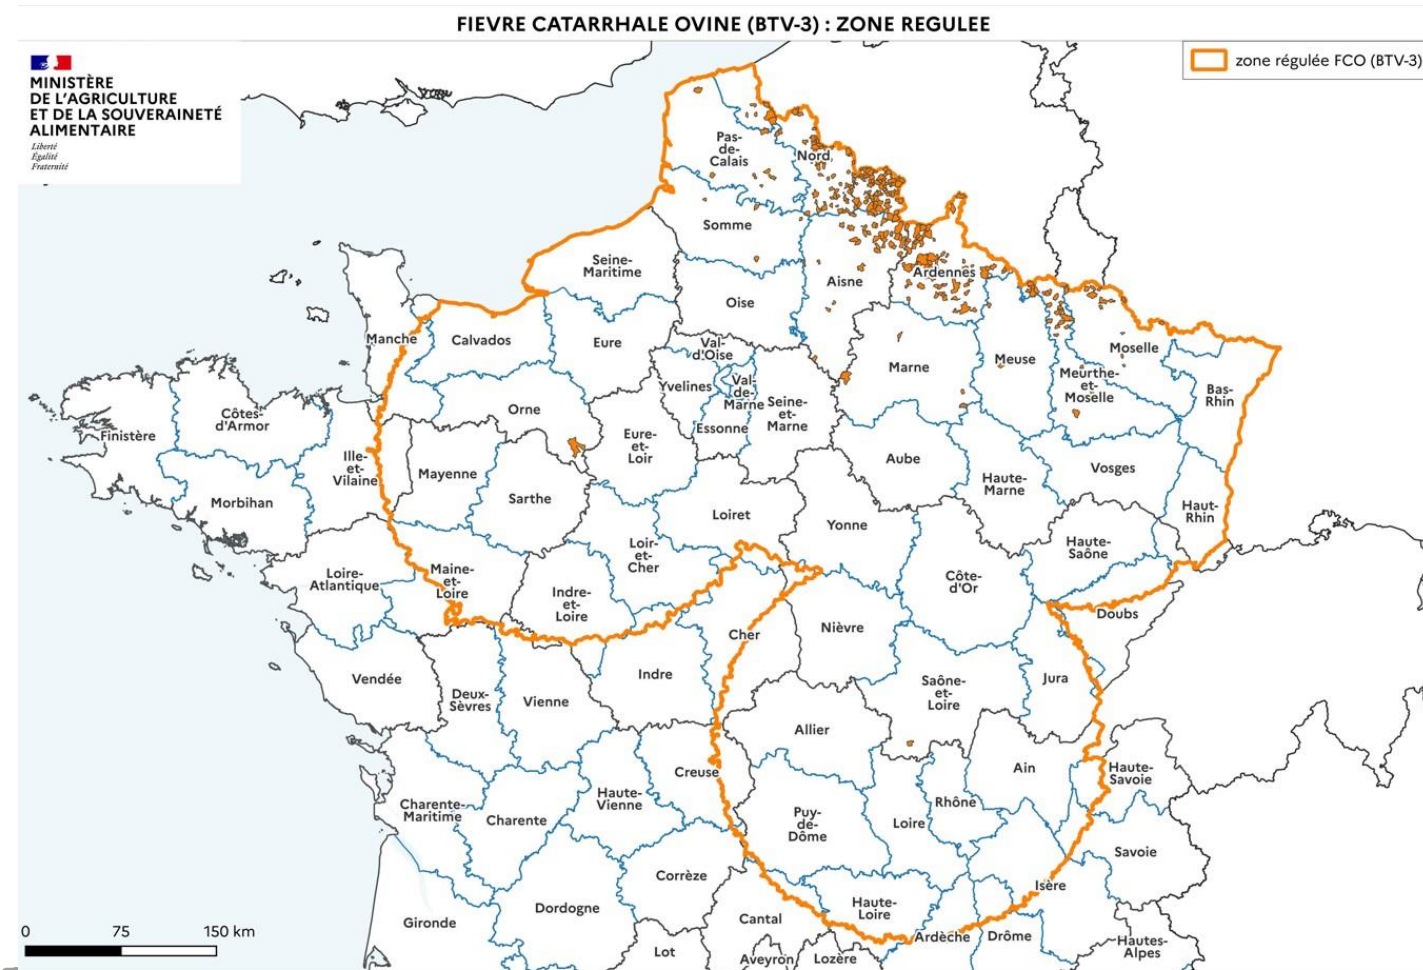 FIEVRE CATARRHALE OVINE (BTV-3) : ZONE REGULEE
MINISTÈRE
DE L'AGRICULTURE
ET DE LA SOUVERAINETÉ
ALIMENTAIRE
Liberté
Égalité
Fraternité
zone régulée FCO (BTV-3)
Pas-
de-
Calais
Nord
Somme
Seine-
Maritime
Oise
Aisne
Ardennes
Manche
Calvados
Eure
Val-
d'Oise
Yvelines
Val-
de-
Marne
Essonne
Seine-
et-
Marne
Marne
Meuse
Moselle
Meurthe-
et-
Moselle
Bas-
Rhin
Finistère
Côtes-
d'Armor
Orne
Eure-
et-
Loir
Aube
Haute-
Marne
Vosges
Haut-
Rhin
Morbihan
Ille-
et-
Vilaine
Mayenne
Sarthe
Loiret
Yonne
Haute-
Saône
Loire-
Atlantique
Maine-
et-
Loire
Indre-
et-
Loire
Loir-
et-
Cher
Côte-
d'Or
Doubs
Cher
Nièvre
Vendée
Deux-
Sèvres
Vienne
Indre
Saône-
et-
Loire
Jura
Allier
Creuse
Ain
Haute-
Savoie
Charente-
Maritime
Charente
Haute-
Vienne
Puy-
de-
Dôme
Loire
Rhône
Savoie
Isère
Corrèze
Gironde
Dordogne
Cantal
Haute-
Loire
Ardèche
Drôme
Hautes-
Alpes
Lot
Aveyron
Lozère
0 75 150 km